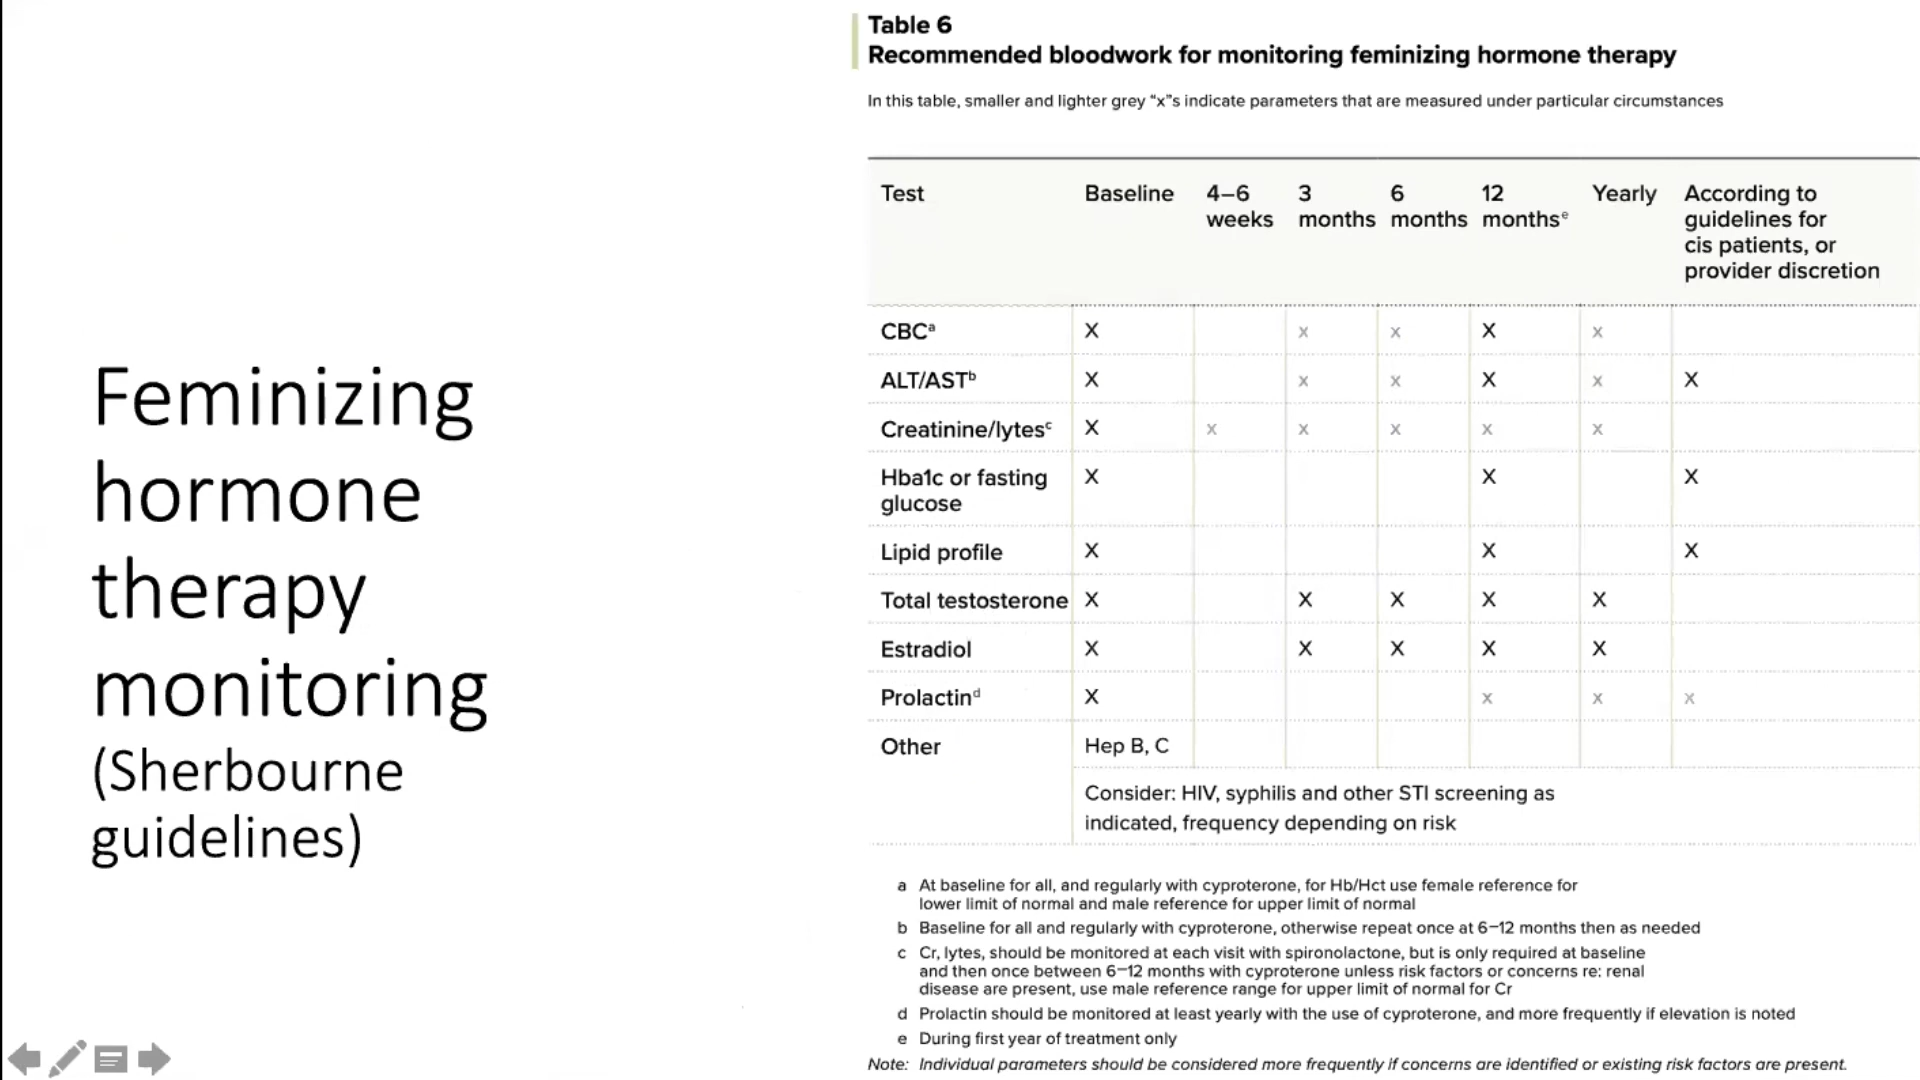 Feminizing
hormone
therapy
monitoring
(Sherbourne
guidelines)
Table 6
Recommended bloodwork for monitoring feminizing hormone therapy
In this table, smaller and lighter grey “x”s indicate parameters that are measured under particular circumstances
Test Baseline 4–6 weeks 3 months 6 months 12 monthsᵉ Yearly According to guidelines for cis patients, or provider discretion
CBCᵃ X x x X x
ALT/ASTᵇ X x x X x X
Creatinine/lytesᶜ X x x x x x
Hba1c or fasting glucose X X X
Lipid profile X X X
Total testosterone X X X X X
Estradiol X X X X X
Prolactinᵈ X x x x
Other Hep B, C
Consider: HIV, syphilis and other STI screening as
indicated, frequency depending on risk
a At baseline for all, and regularly with cyproterone, for Hb/Hct use female reference for
lower limit of normal and male reference for upper limit of normal
b Baseline for all and regularly with cyproterone, otherwise repeat once at 6–12 months then as needed
c Cr, lytes, should be monitored at each visit with spironolactone, but is only required at baseline
and then once between 6–12 months with cyproterone unless risk factors or concerns re: renal
disease are present, use male reference range for upper limit of normal for Cr
d Prolactin should be monitored at least yearly with the use of cyproterone, and more frequently if elevation is noted
e During first year of treatment only
Note: Individual parameters should be considered more frequently if concerns are identified or existing risk factors are present.